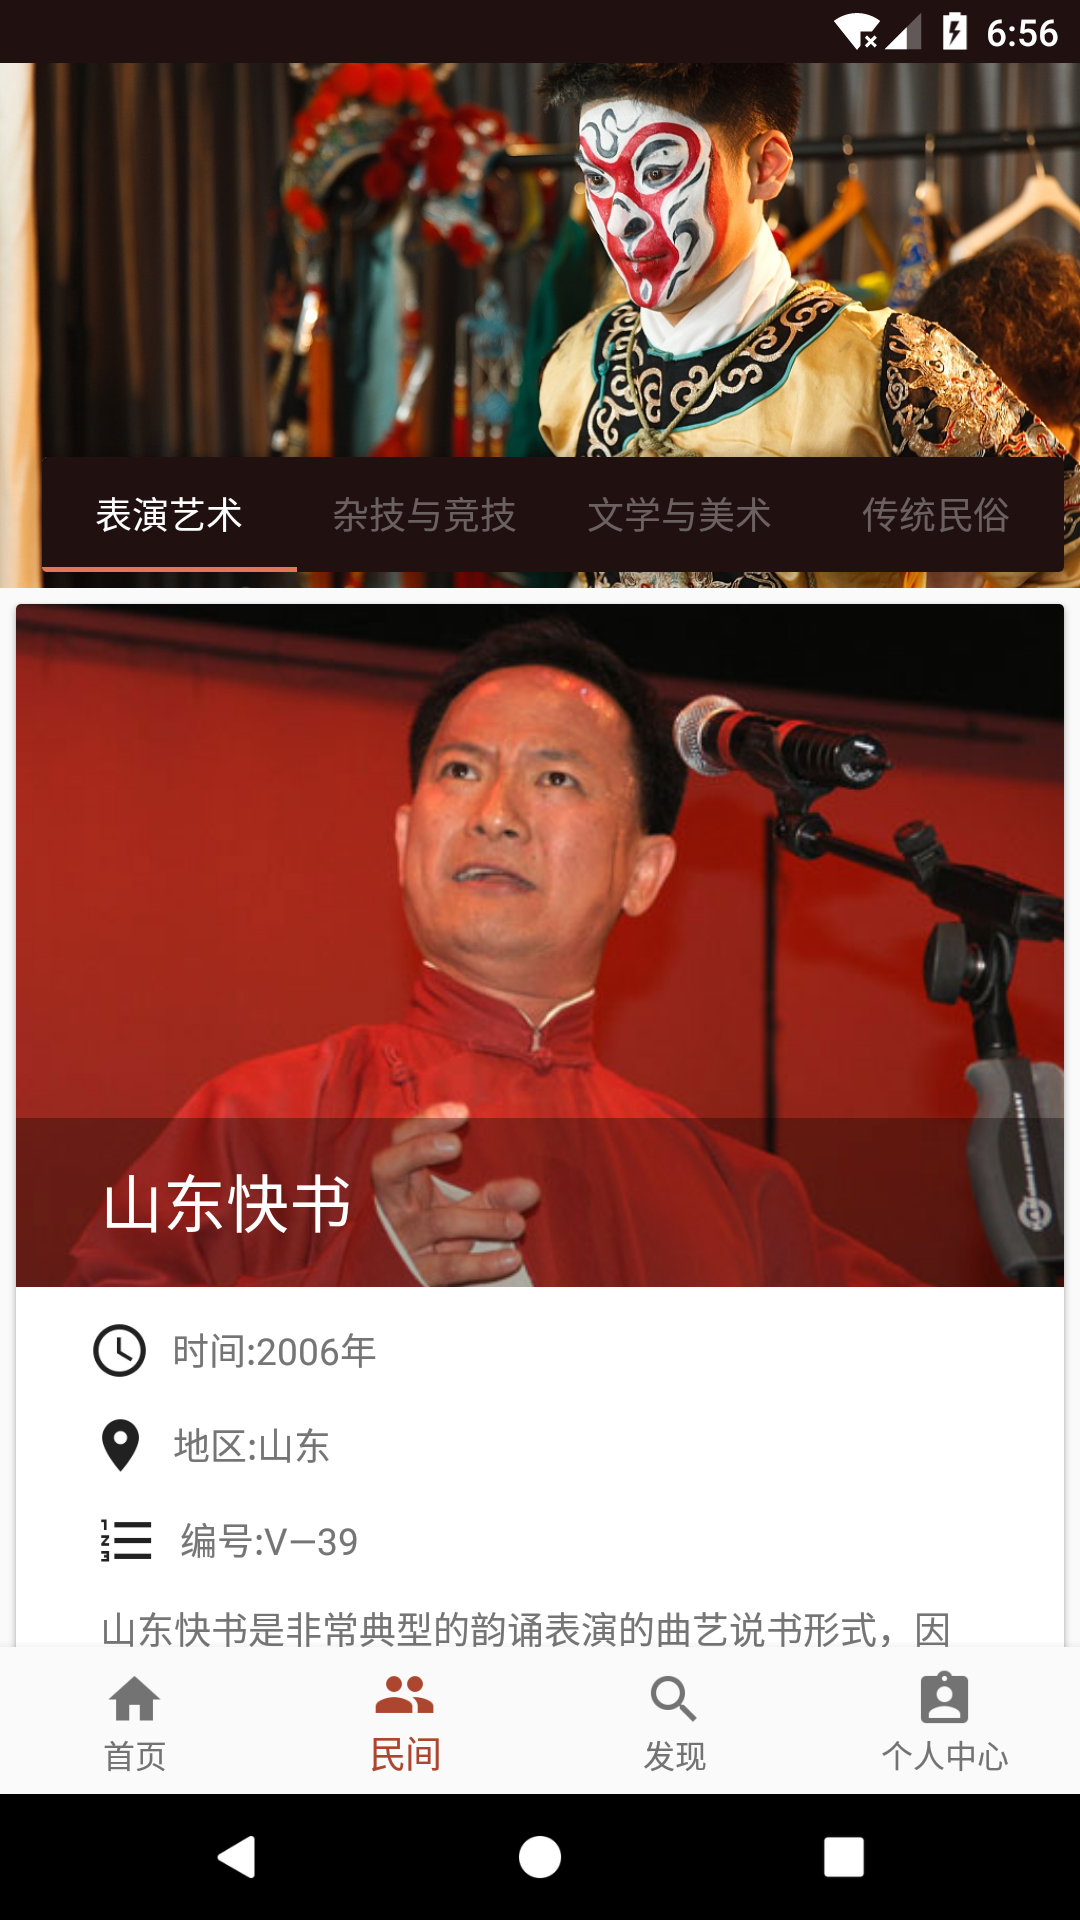 6:56
表演艺术 杂技与竞技 文学与美术 传统民俗
山东快书
时间:2006年
地区:山东
编号:V—39
山东快书是非常典型的韵诵表演的曲艺说书形式，因
首页 民间 发现 个人中心